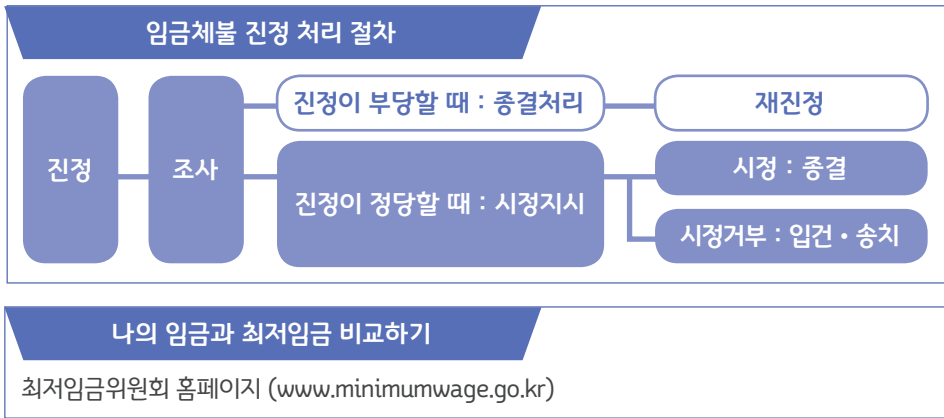 임금체불 진정 처리 절차
진정
조사
진정이 부당할 때 : 종결처리
재진정
진정이 정당할 때 : 시정지시
시정 : 종결
시정거부 : 입건 • 송치
나의 임금과 최저임금 비교하기
최저임금위원회 홈페이지 (www.minimumwage.go.kr)